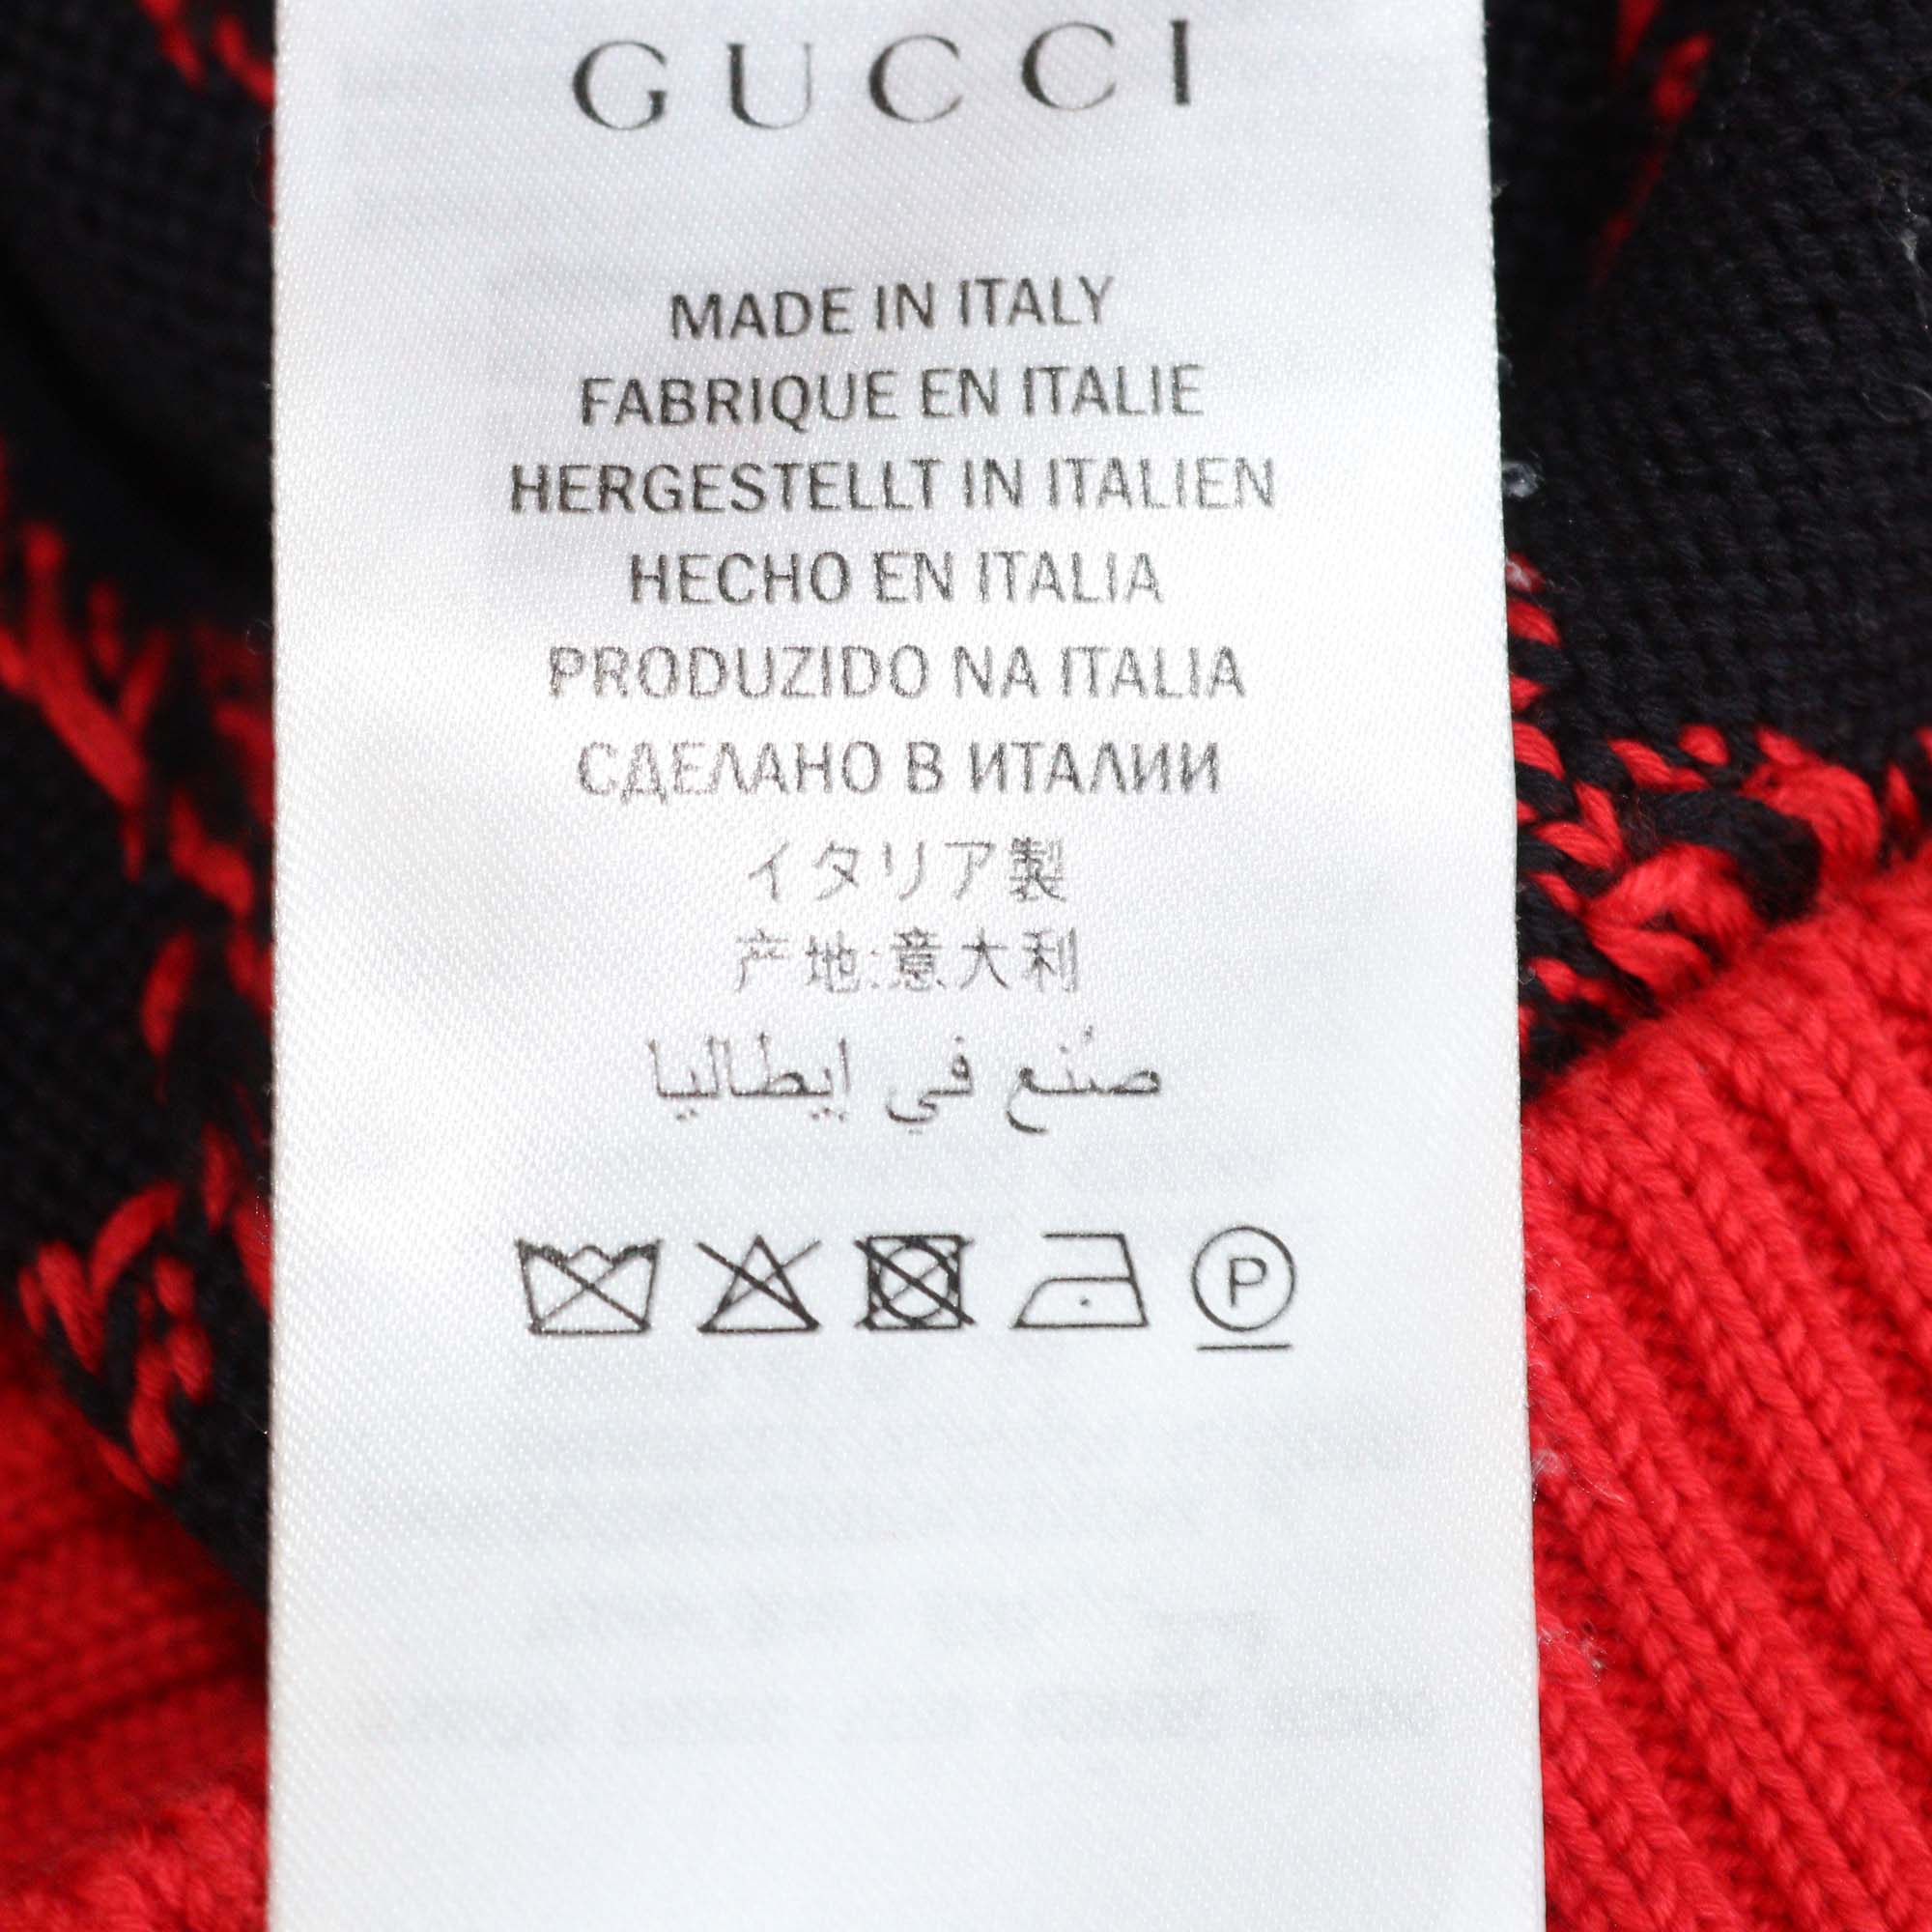 GUCCI
MADE IN ITALY
FABRIQUE EN ITALIE
HERGESTELLT IN ITALIEN
HECHO EN ITALIA
PRODUZIDO NA ITALIA
СДЕЛАНО В ИТАЛИИ
イタリア製
产地:意大利
صُنع في إيطاليا
P